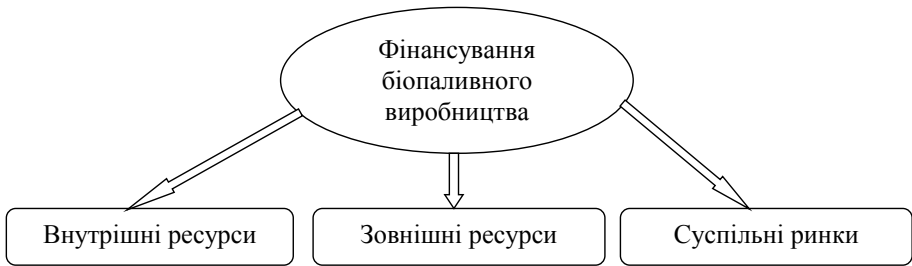 Фінансування
біопаливного
виробництва
Внутрішні ресурси
Зовнішні ресурси
Суспільні ринки